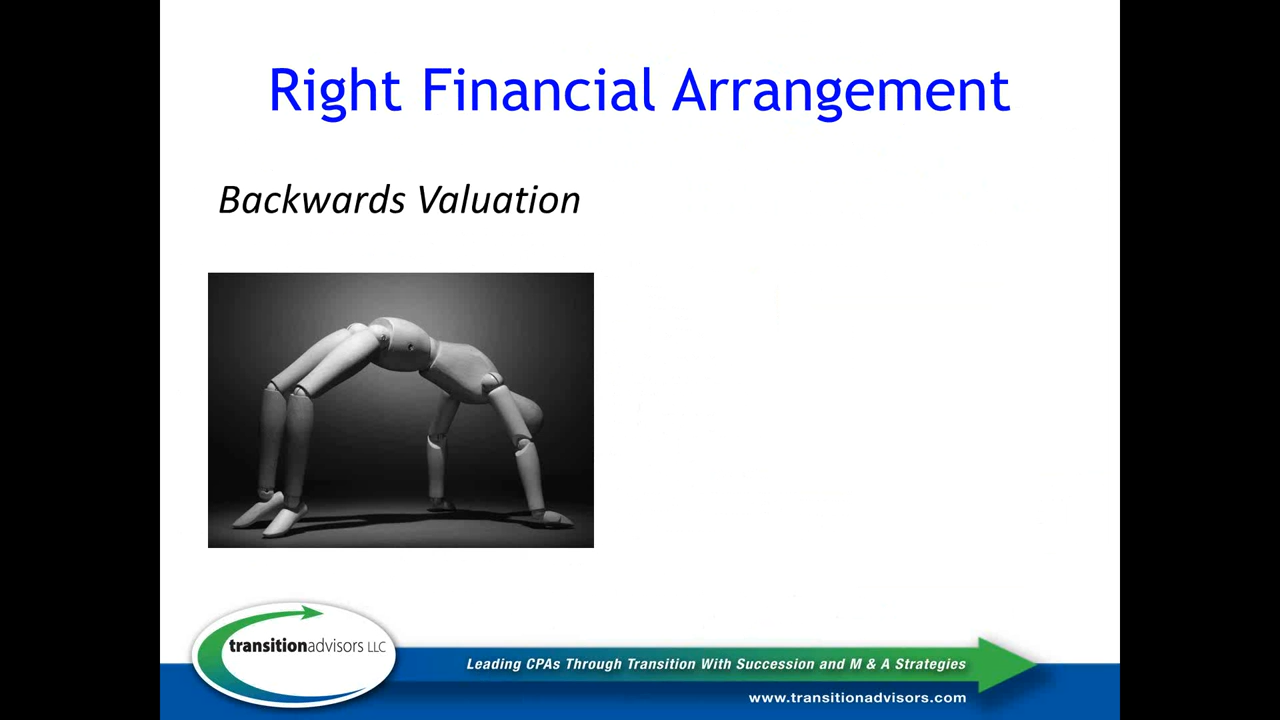 Right Financial Arrangement
Backwards Valuation
transitionadvisors LLC
Leading CPAs Through Transition With Succession and M & A Strategies
www.transitionadvisors.com